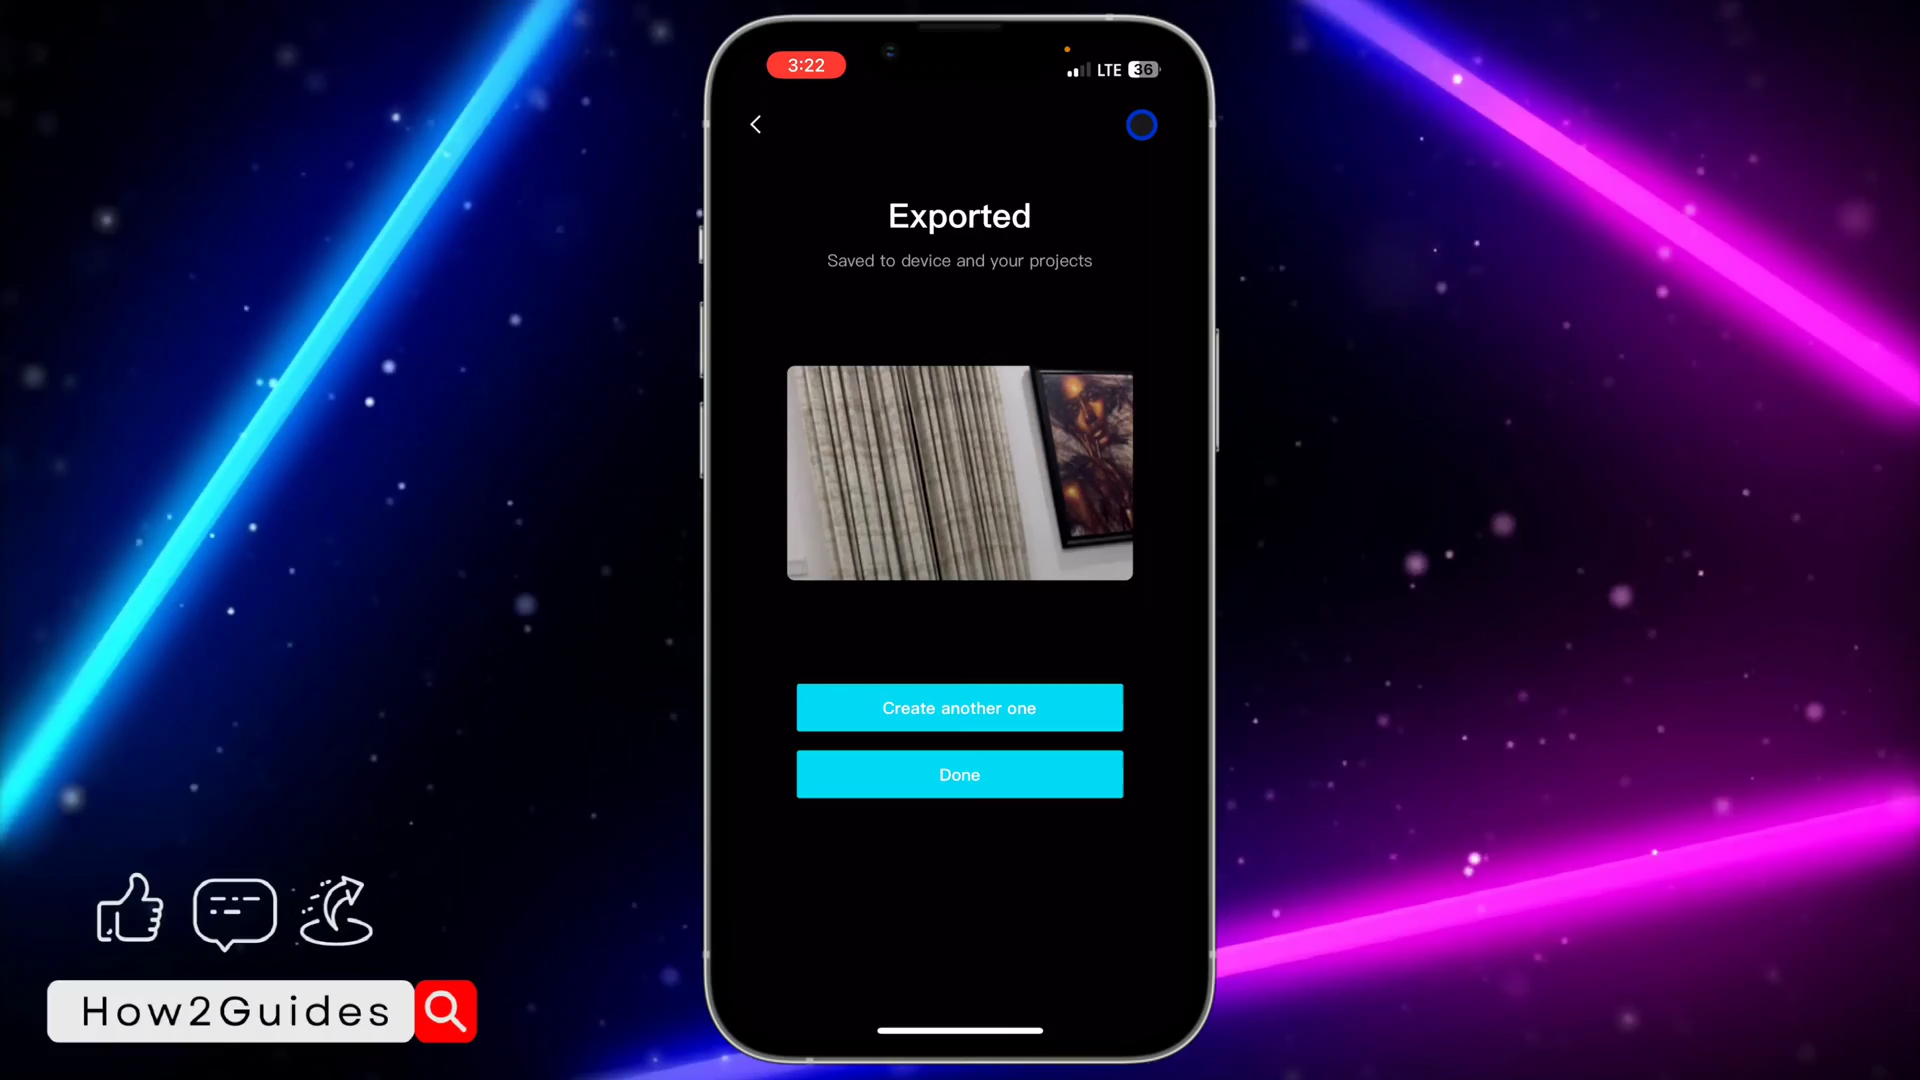 3:22
LTE 36
Exported
Saved to device and your projects
Create another one
Done
How2Guides